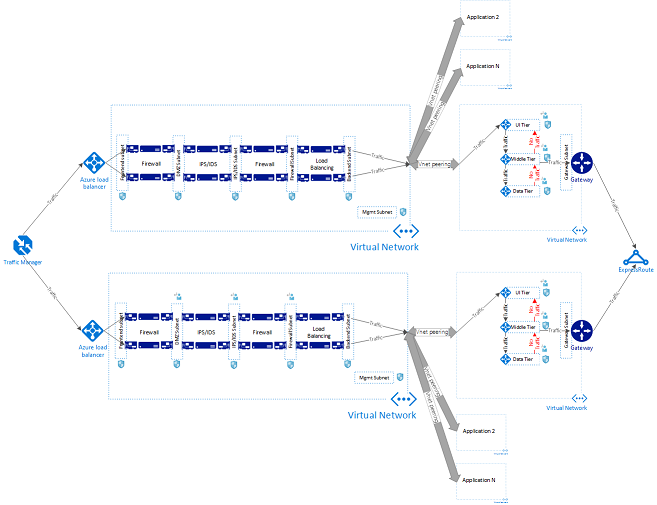 Application 2
Application N
Vnet peering
Vnet peering
Frontend subnet
Firewall
DMZ Subnet
IPS/IDS
IPS/IDS Subnet
Firewall
Firewall Subnet
Load
Balancing
Backend Subnet
Traffic
Traffic
Vnet peering
Traffic
UI Tier
Traffic
No
Traffic
Middle Tier
Traffic
No
Traffic
Data Tier
Traffic
Gateway Subnet
Gateway
Azure load
balancer
Traffic
Mgmt Subnet
Virtual Network
Virtual Network
Traffic
Traffic Manager
ExpressRoute
Traffic
Traffic
Azure load
balancer
Frontend subnet
Firewall
DMZ Subnet
IPS/IDS
IPS/IDS Subnet
Firewall
Firewall Subnet
Load
Balancing
Backend Subnet
Traffic
Traffic
Vnet peering
Traffic
UI Tier
Traffic
No
Traffic
Middle Tier
Traffic
No
Traffic
Data Tier
Traffic
Gateway Subnet
Gateway
Mgmt Subnet
Virtual Network
Virtual Network
Vnet peering
Vnet peering
Application 2
Application N